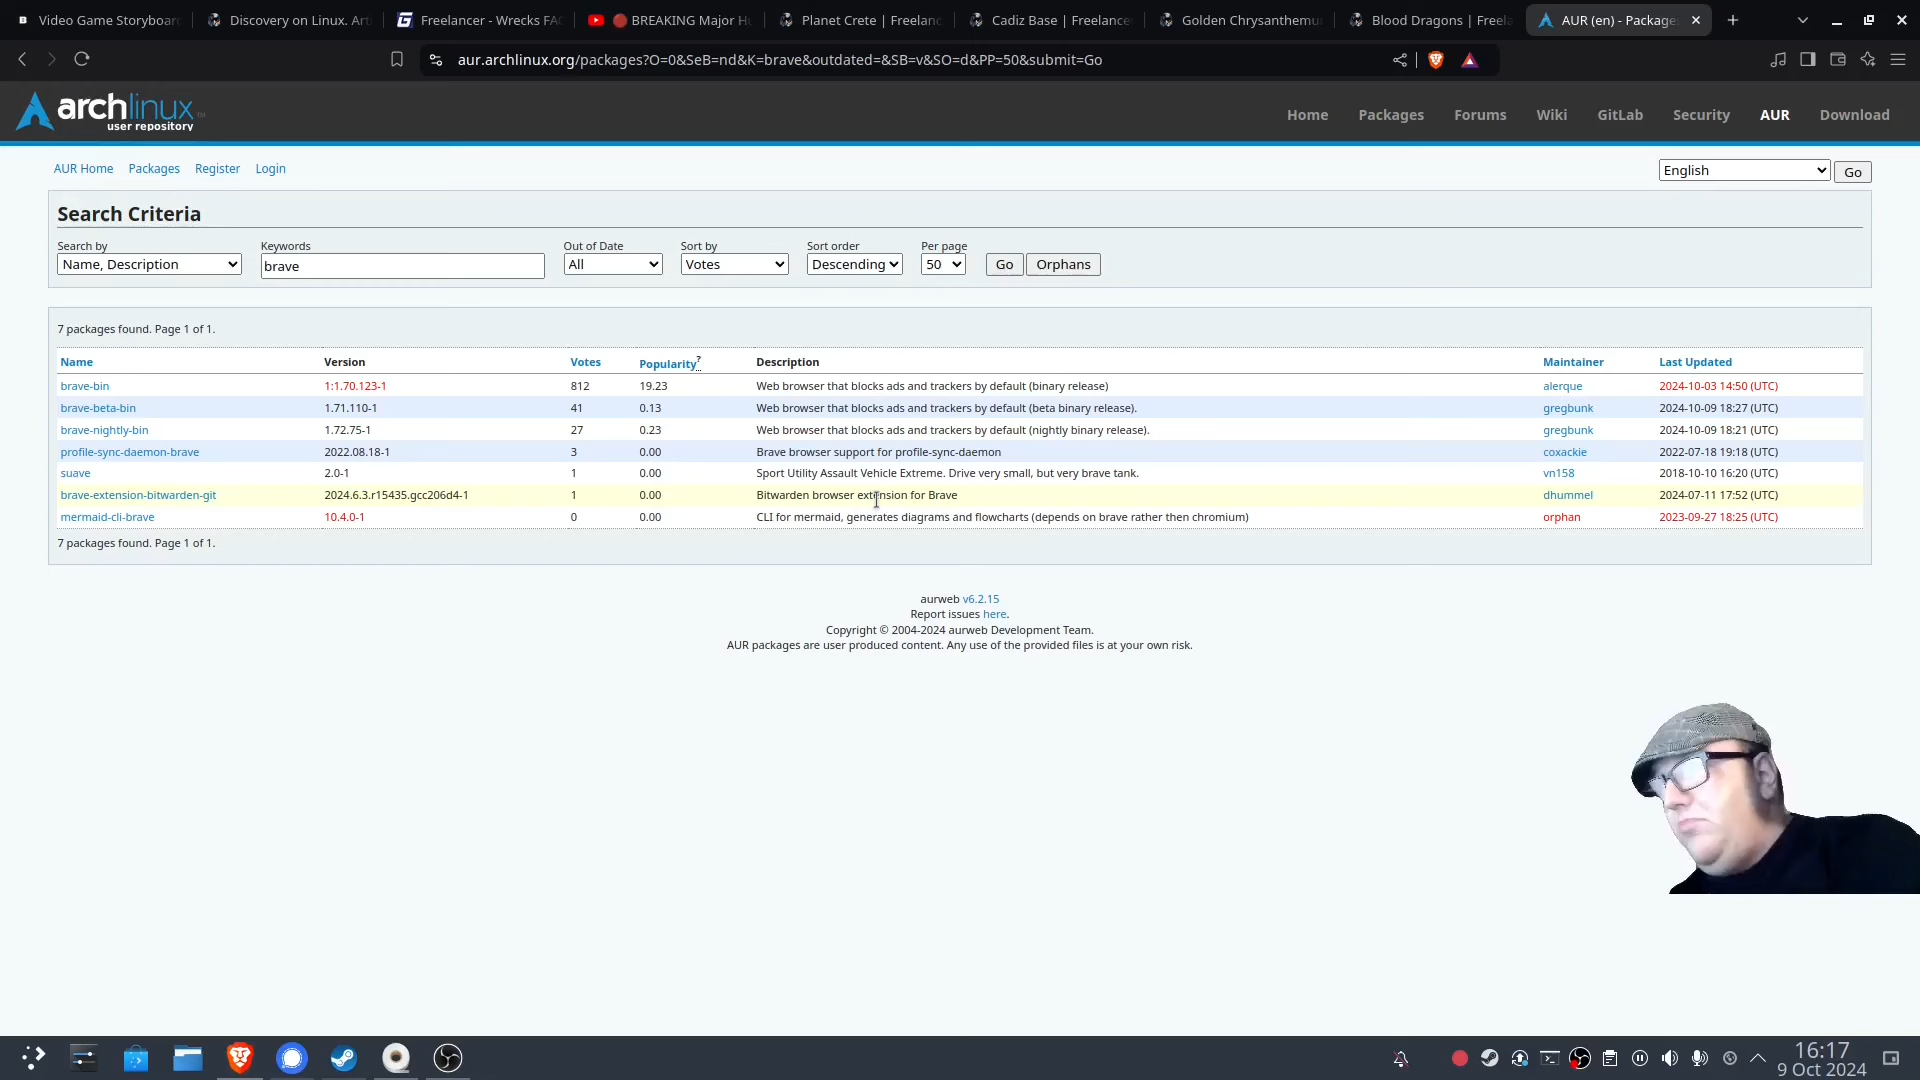 Video Game Storyboar
Discovery on Linux. Art
Freelancer - Wrecks FA
BREAKING Major H
Planet Crete | Freelanc
Cadiz Base | Freelance
Golden Chrysanthemu
Blood Dragons | Freela
AUR (en) - Package
aur.archlinux.org/packages?O=0&SeB=nd&K=brave&outdated=&SB=v&SO=d&PP=50&submit=Go
archlinux
user repository
Home Packages Forums Wiki GitLab Security AUR Download
AUR Home Packages Register Login
English Go
Search Criteria
Search by Keywords Out of Date Sort by Sort order Per page
Name, Description brave All Votes Descending 50 Go Orphans
7 packages found. Page 1 of 1.
Name Version Votes Popularity? Description Maintainer Last Updated
brave-bin 1:1.70.123-1 812 19.23 Web browser that blocks ads and trackers by default (binary release) alerque 2024-10-03 14:50 (UTC)
brave-beta-bin 1.71.110-1 41 0.13 Web browser that blocks ads and trackers by default (beta binary release). gregbunk 2024-10-09 18:27 (UTC)
brave-nightly-bin 1.72.75-1 27 0.23 Web browser that blocks ads and trackers by default (nightly binary release). gregbunk 2024-10-09 18:21 (UTC)
profile-sync-daemon-brave 2022.08.18-1 3 0.00 Brave browser support for profile-sync-daemon coxackie 2022-07-18 19:18 (UTC)
suave 2.0-1 1 0.00 Sport Utility Assault Vehicle Extreme. Drive very small, but very brave tank. vn158 2018-10-10 16:20 (UTC)
brave-extension-bitwarden-git 2024.6.3.r15435.gcc206d4-1 1 0.00 Bitwarden browser extension for Brave dhummel 2024-07-11 17:52 (UTC)
mermaid-cli-brave 10.4.0-1 0 0.00 CLI for mermaid, generates diagrams and flowcharts (depends on brave rather then chromium) orphan 2023-09-27 18:25 (UTC)
7 packages found. Page 1 of 1.
aurweb v6.2.15
Report issues here.
Copyright © 2004-2024 aurweb Development Team.
AUR packages are user produced content. Any use of the provided files is at your own risk.
16:17
9 Oct 2024